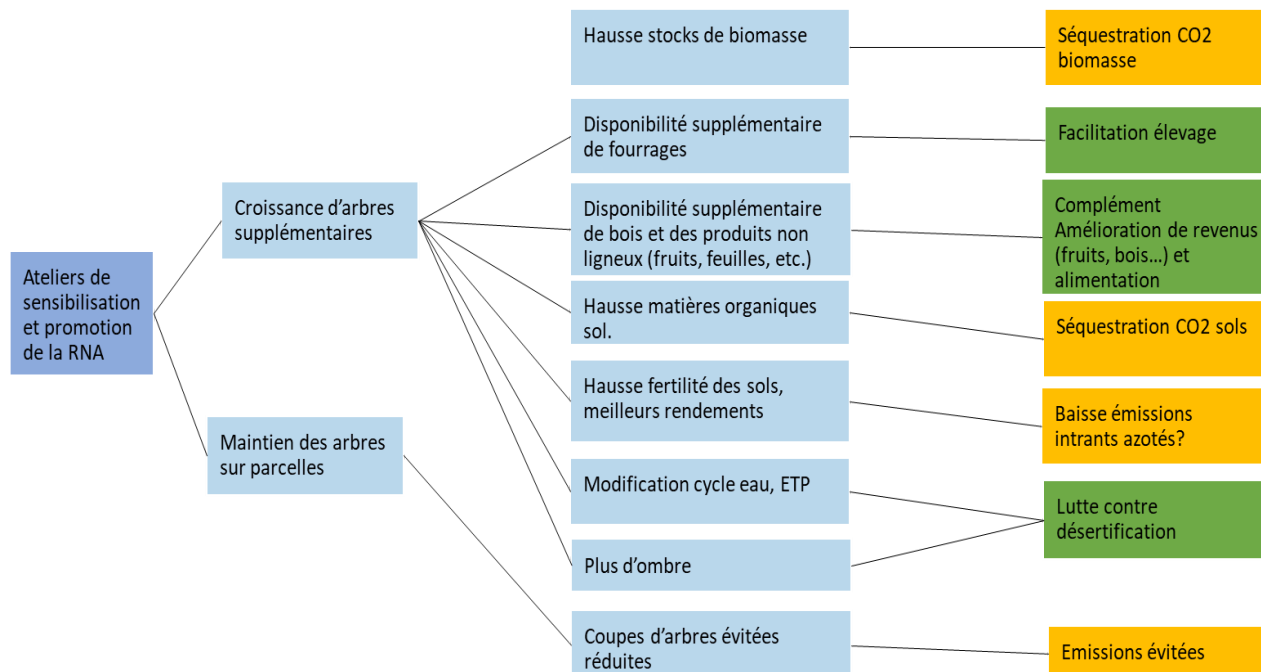 Ateliers de
sensibilisation
et promotion
de la RNA
Croissance d'arbres
supplémentaires
Maintien des arbres
sur parcelles
Hausse stocks de biomasse
Disponibilité supplémentaire
de fourrages
Disponibilité supplémentaire
de bois et des produits non
ligneux (fruits, feuilles, etc.)
Hausse matières organiques
sol.
Hausse fertilité des sols,
meilleurs rendements
Modification cycle eau, ETP
Plus d'ombre
Coupes d'arbres évitées
réduites
Séquestration CO2
biomasse
Facilitation élevage
Complément
Amélioration de revenus
(fruits, bois...) et
alimentation
Séquestration CO2 sols
Baisse émissions
intrants azotés?
Lutte contre
désertification
Emissions évitées